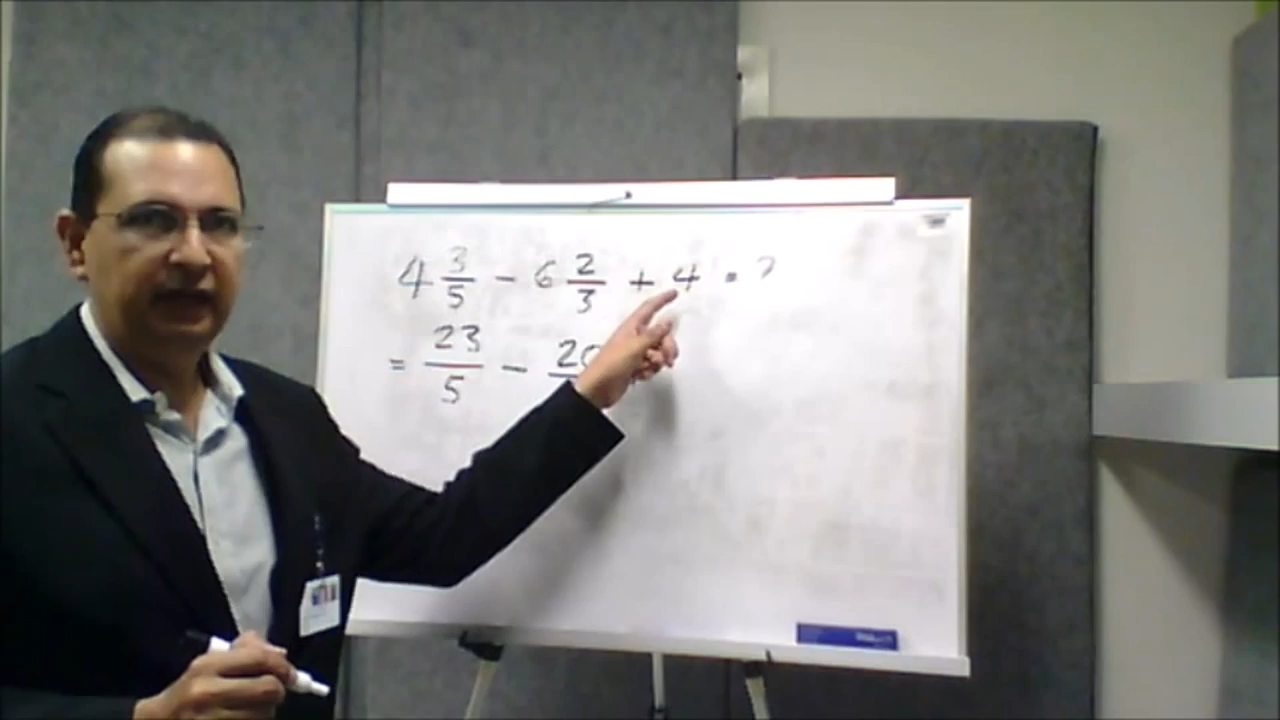 4 3/5 - 6 2/3 + 4 = ?
= 23/5 - 20